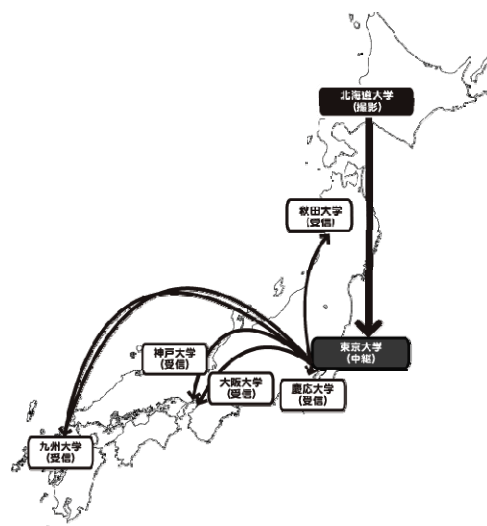 北海道大学
(撮影)
秋田大学
(受信)
東京大学
(中継)
神戸大学
(受信)
大阪大学
(受信)
慶応大学
(受信)
九州大学
(受信)